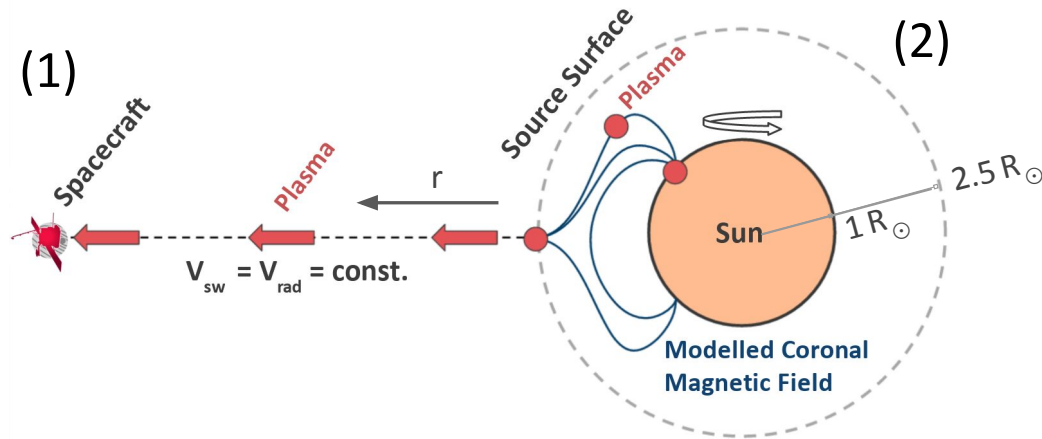 (1)
(2)
Spacecraft
Plasma
r
Source Surface
Plasma
V_sw = V_rad = const.
Sun
1 R☉
2.5 R☉
Modelled Coronal
Magnetic Field